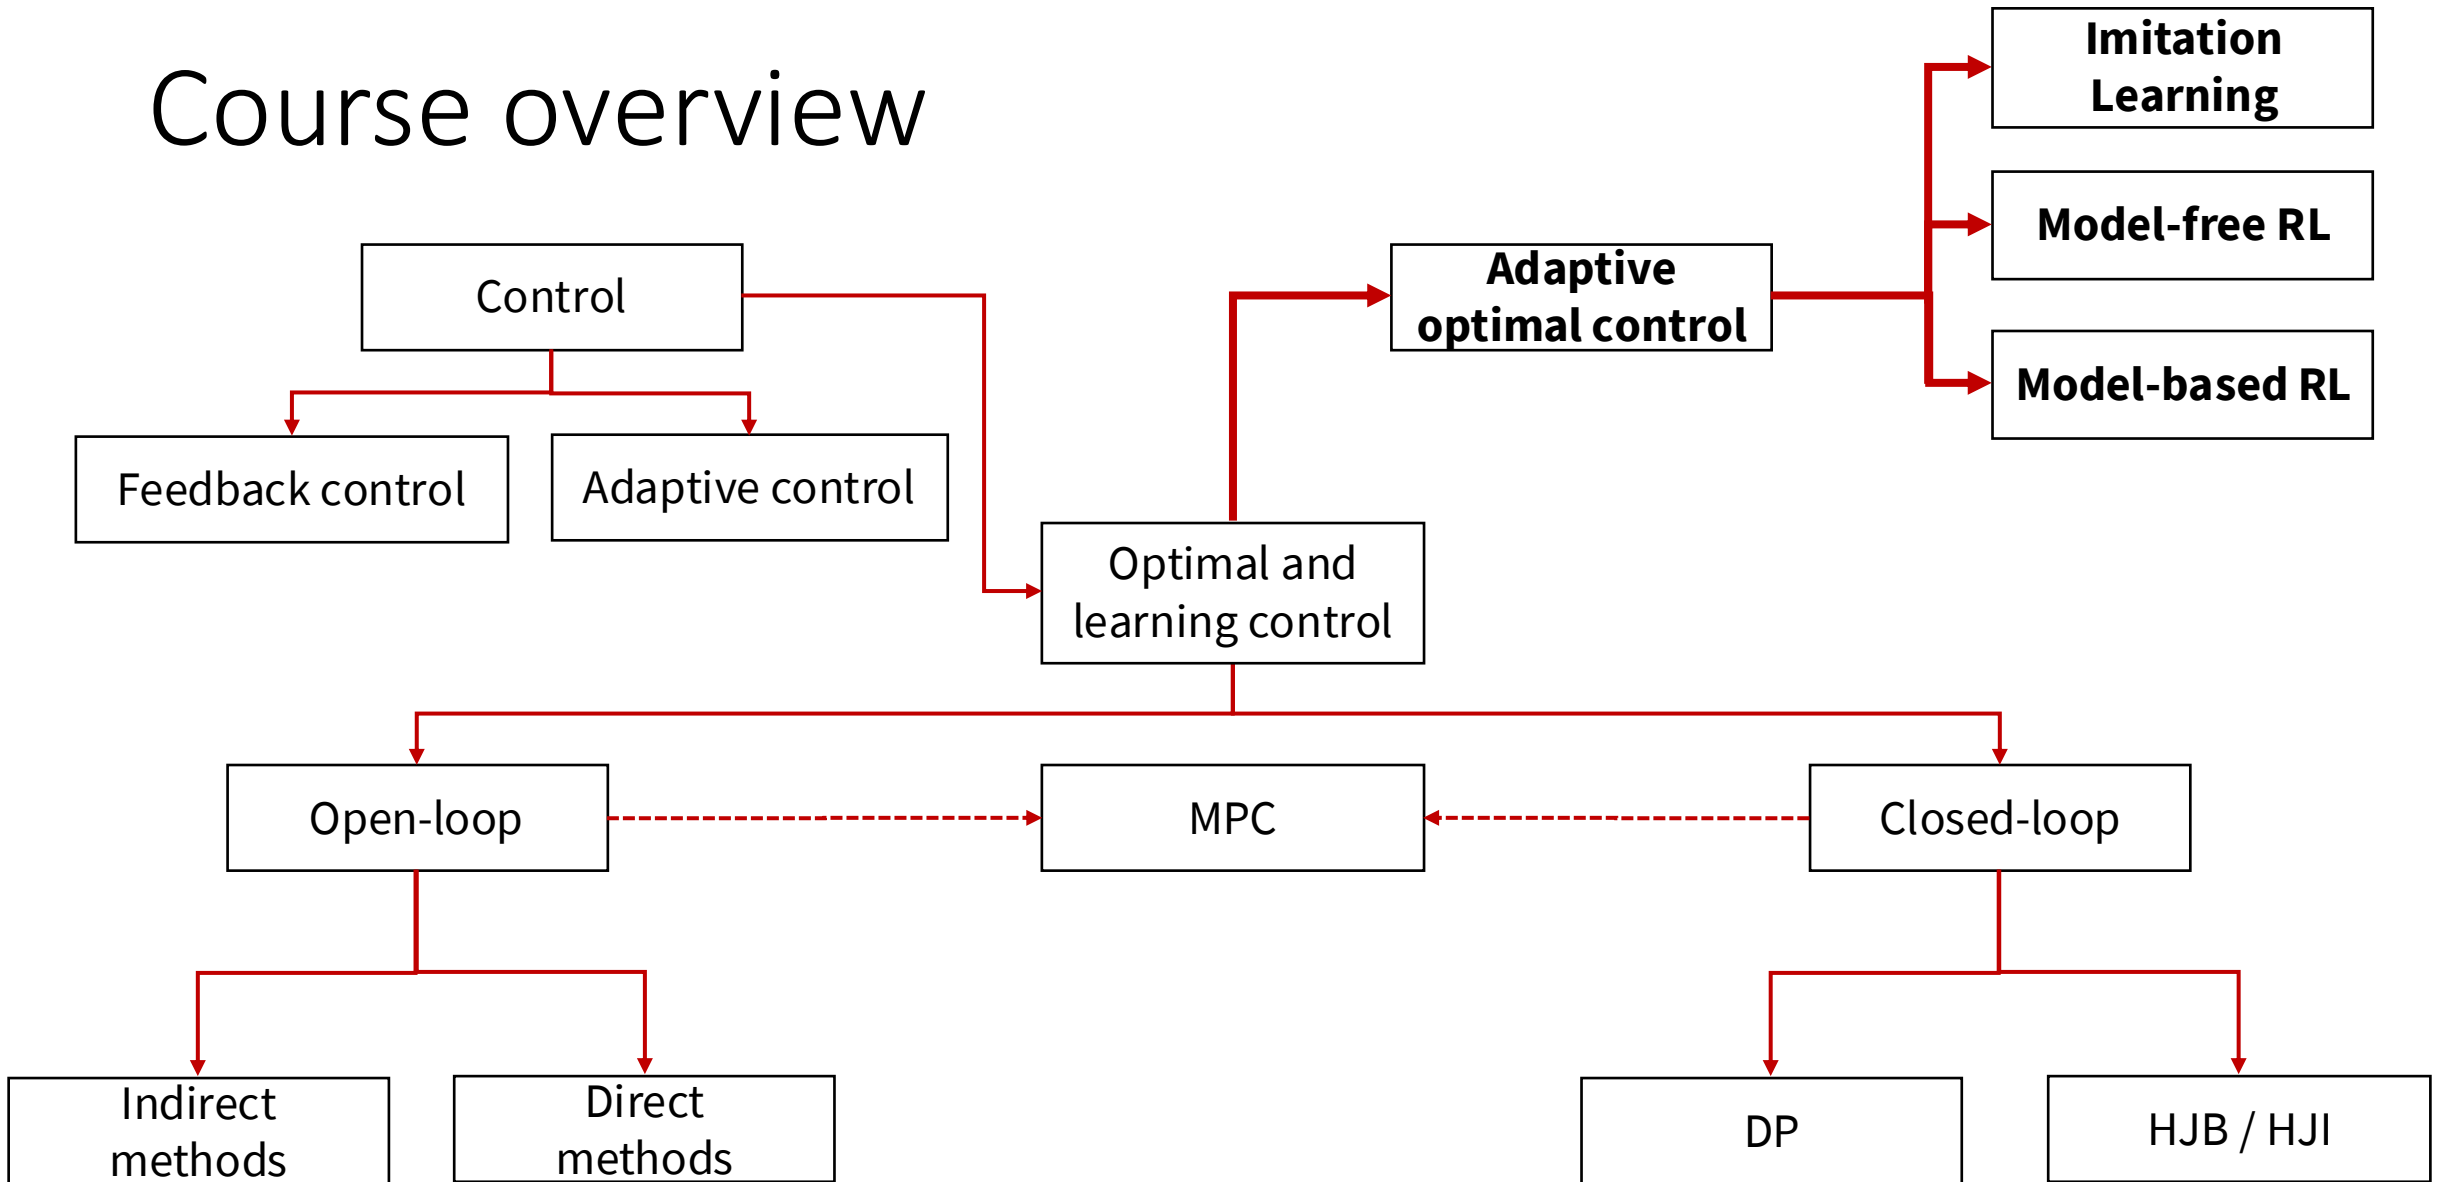 Course overview
Imitation
Learning
Model-free RL
Model-based RL
Adaptive
optimal control
Control
Feedback control
Adaptive control
Optimal and
learning control
Open-loop
MPC
Closed-loop
Indirect
methods
Direct
methods
DP
HJB / HJI